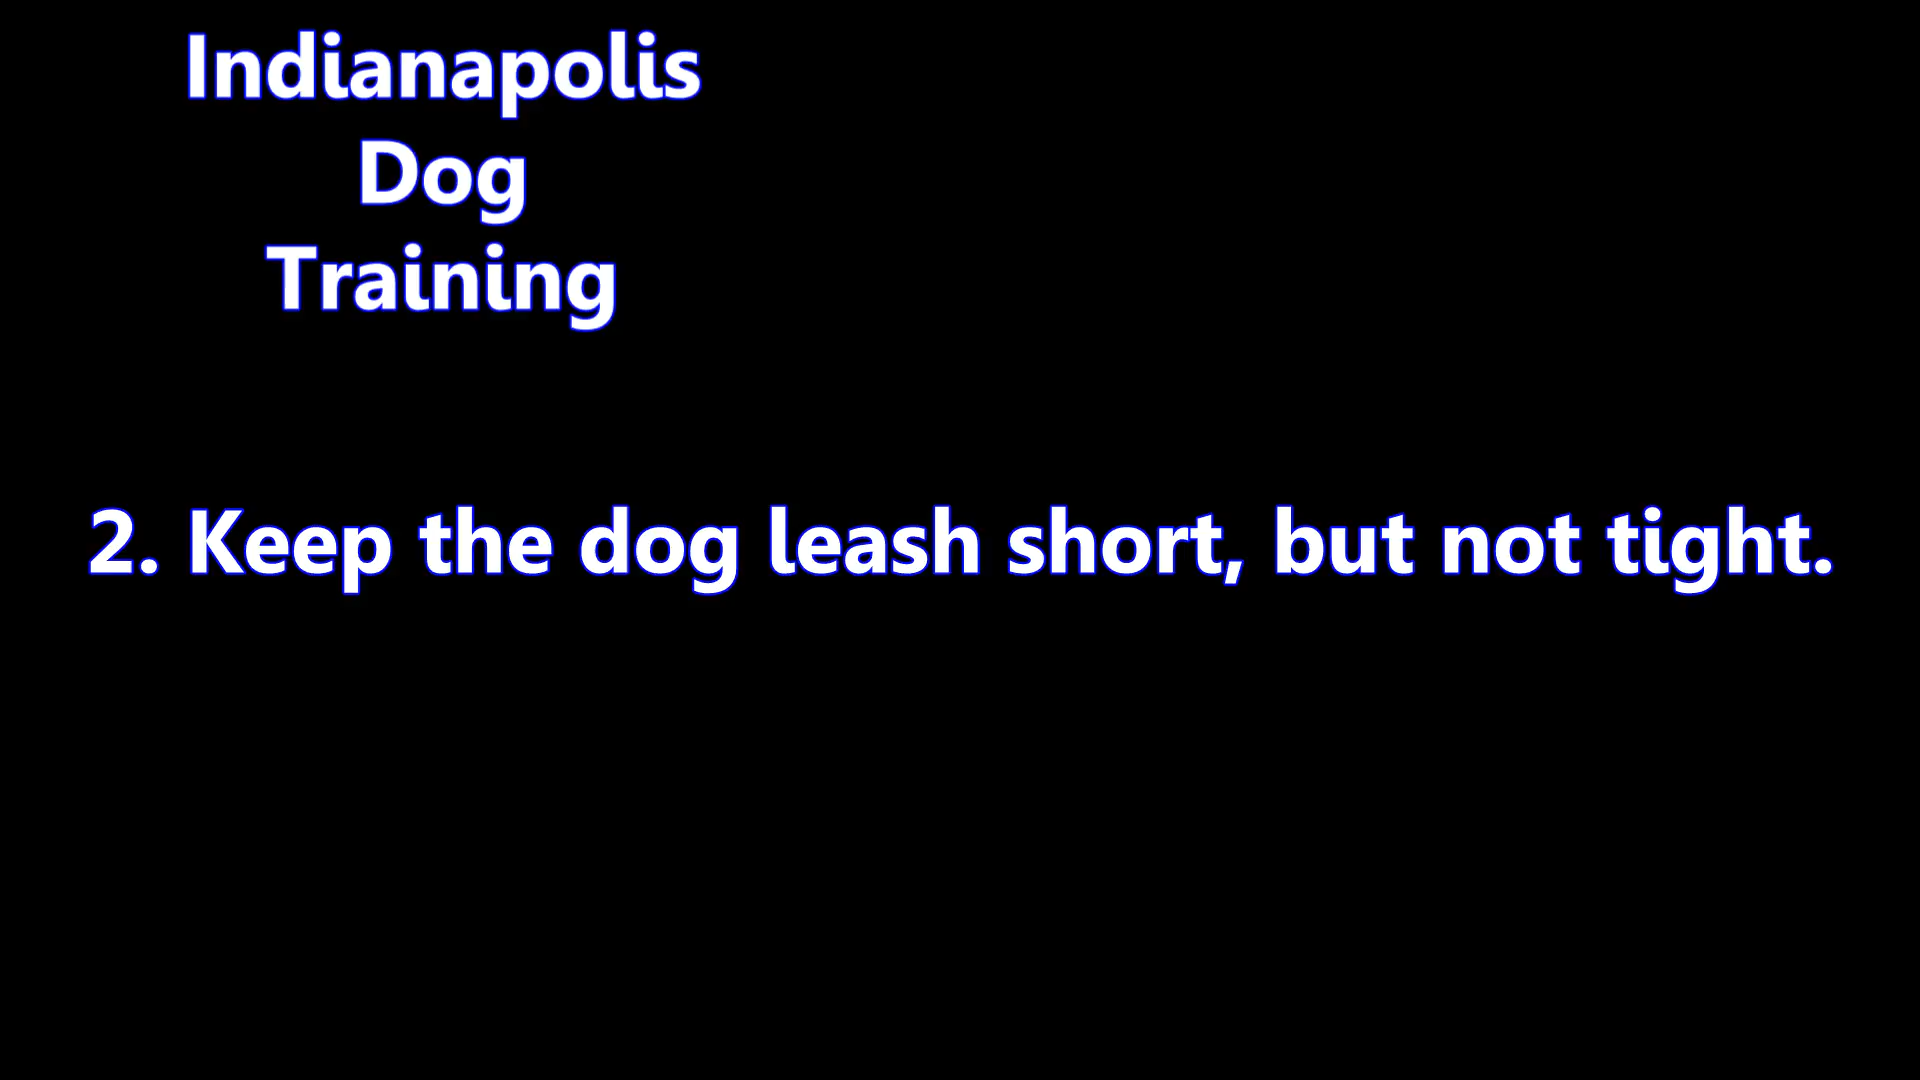 Indianapolis
Dog
Training
2. Keep the dog leash short, but not tight.